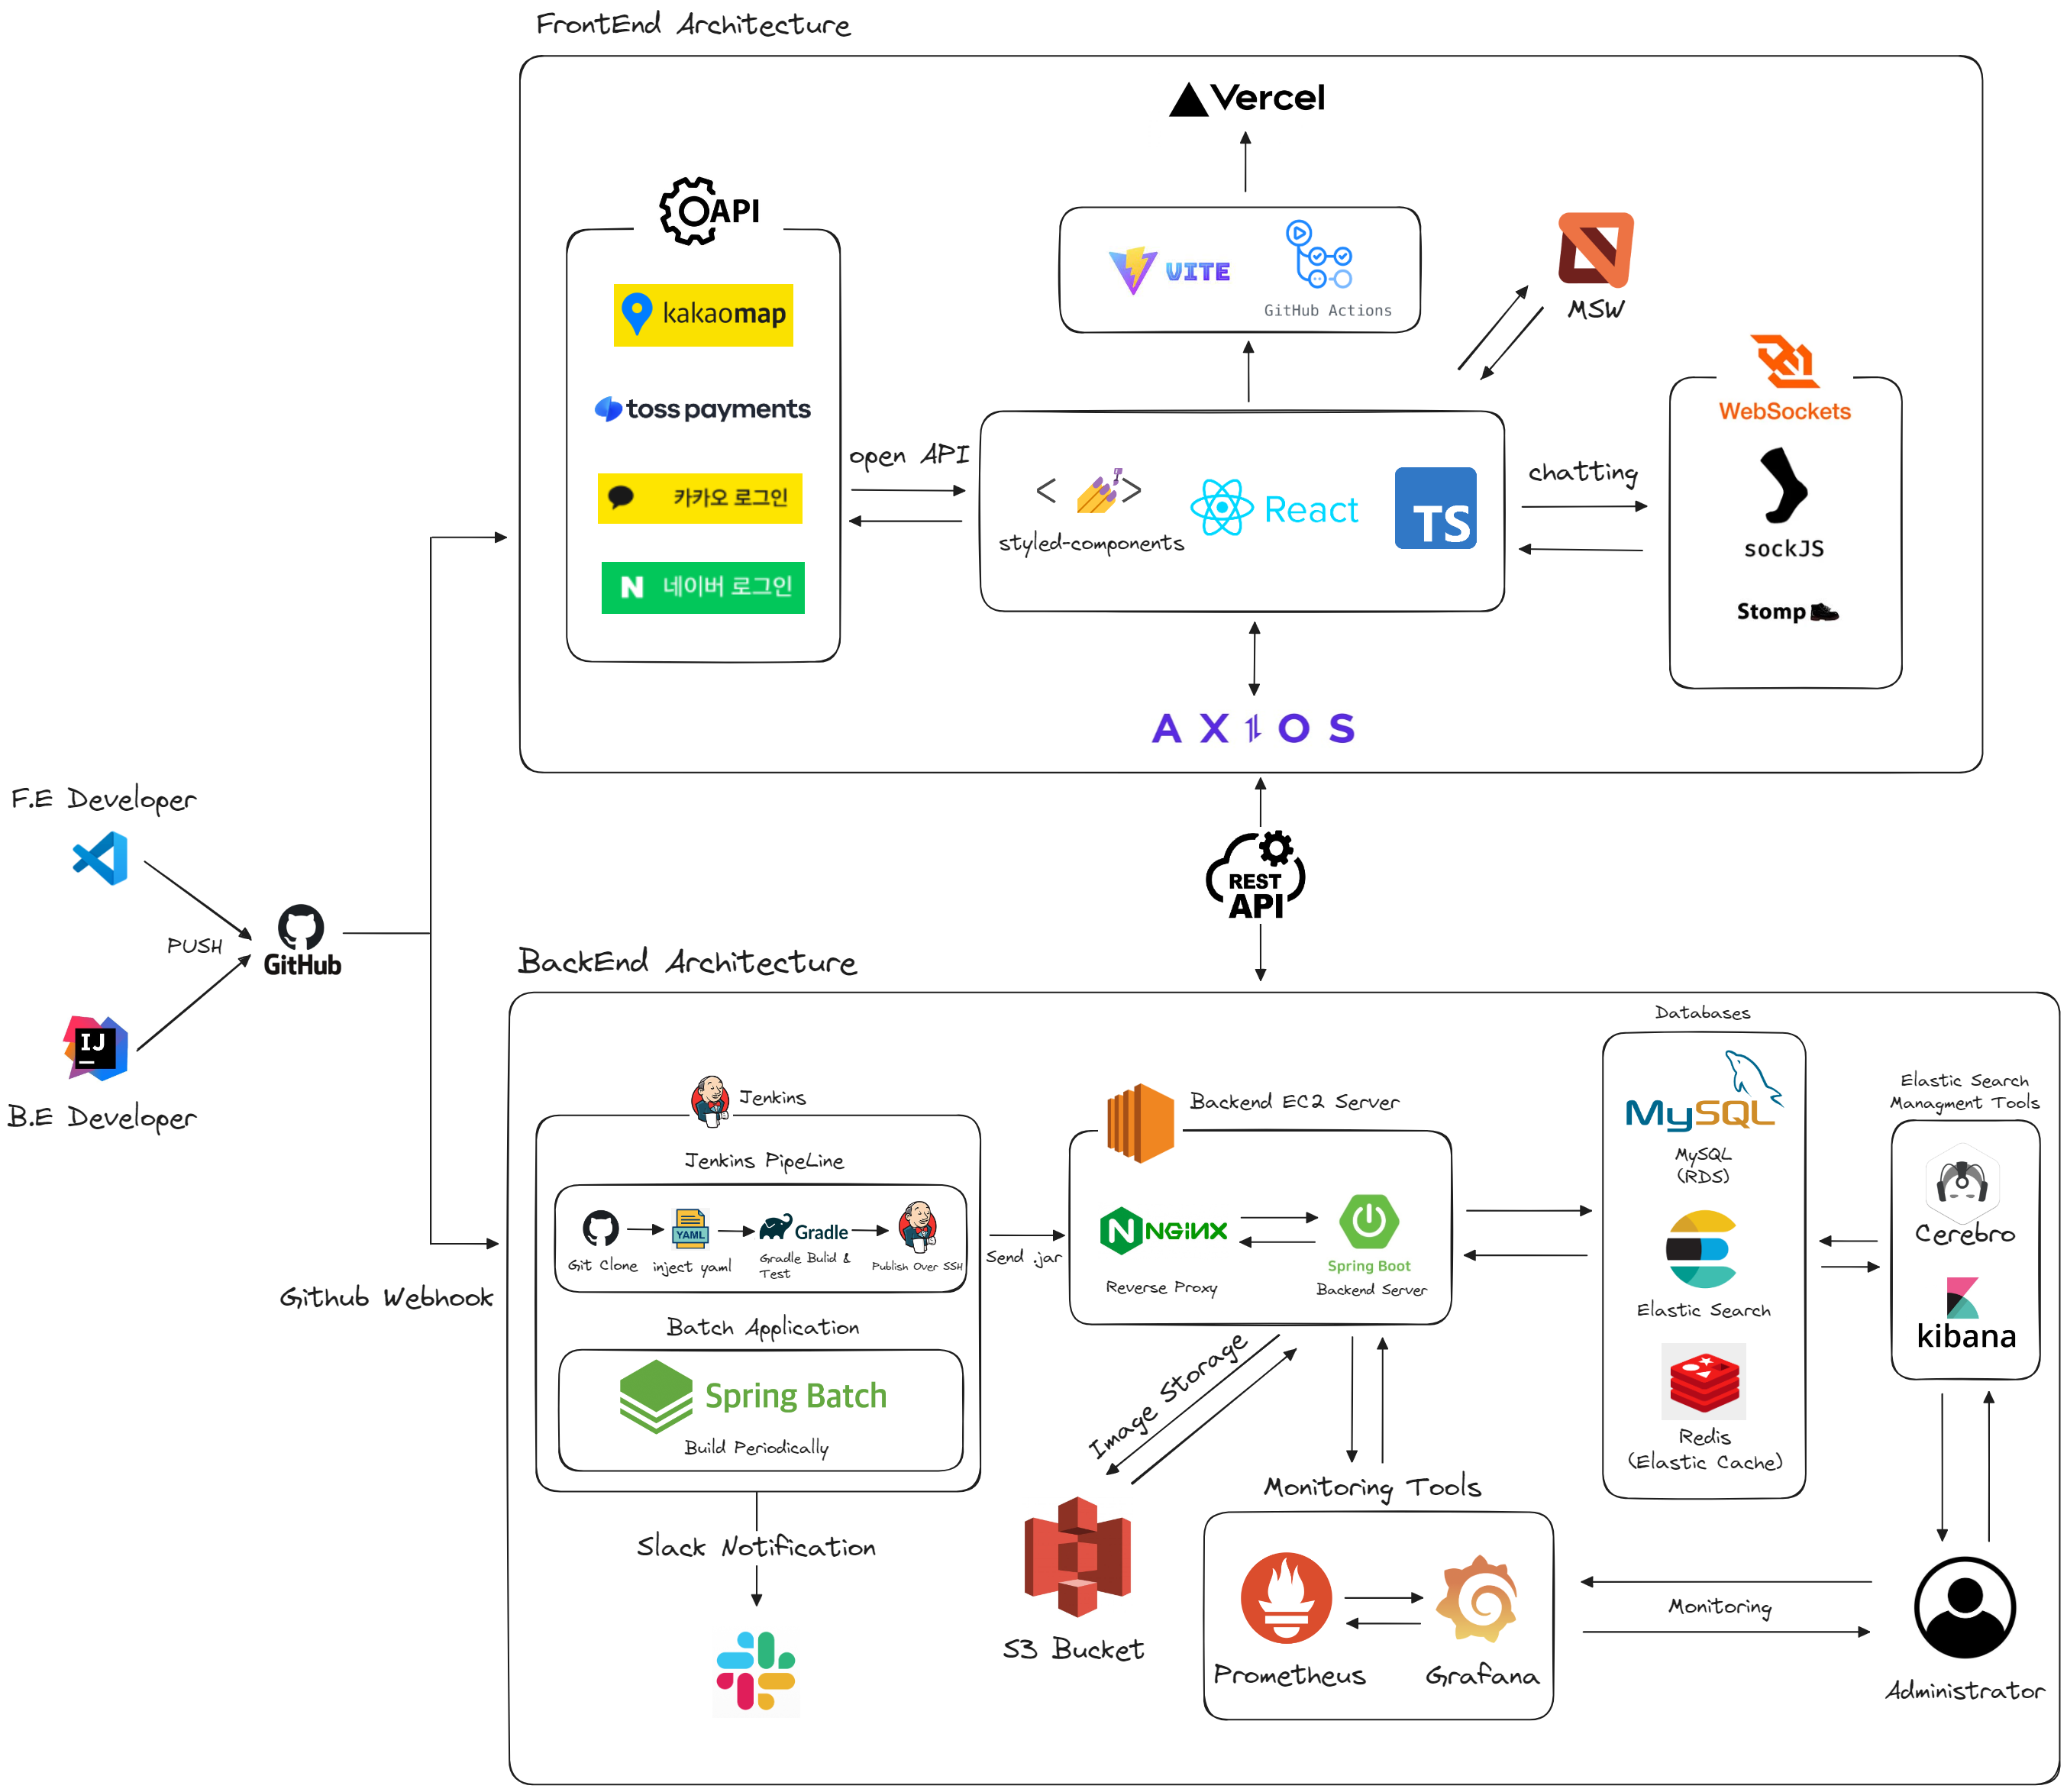 FrontEnd Architecture
Vercel
API
kakaomap
toss payments
카카오 로그인
네이버 로그인
open API
VITE
GitHub Actions
MSW
styled-components
React
TS
chatting
WebSockets
sockJS
Stomp
AXIOS
REST
API
F.E Developer
PUSH
GitHub
IJ
B.E Developer
Github Webhook
BackEnd Architecture
Jenkins
Jenkins PipeLine
Git Clone
YAML
inject yaml
Gradle
Gradle Bulid &
Test
Publish Over SSH
Batch Application
Spring Batch
Build Periodically
Slack Notification
Send .jar
Backend EC2 Server
NGINX
Reverse Proxy
Spring Boot
Backend Server
Image Storage
S3 Bucket
Monitoring Tools
Prometheus
Grafana
Databases
MySQL
MySQL
(RDS)
Elastic Search
Redis
(Elastic Cache)
Elastic Search
Managment Tools
Cerebro
kibana
Monitoring
Administrator